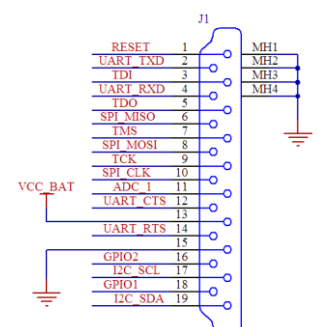 J1
RESET 1 MH1
UART_TXD 2 MH2
TDI 3 MH3
UART_RXD 4 MH4
TDO 5
SPI_MISO 6
TMS 7
SPI_MOSI 8
TCK 9
SPI_CLK 10
VCC_BAT ADC_1 11
UART_CTS 12
13
UART_RTS 14
15
GPIO2 16
I2C_SCL 17
GPIO1 18
I2C_SDA 19